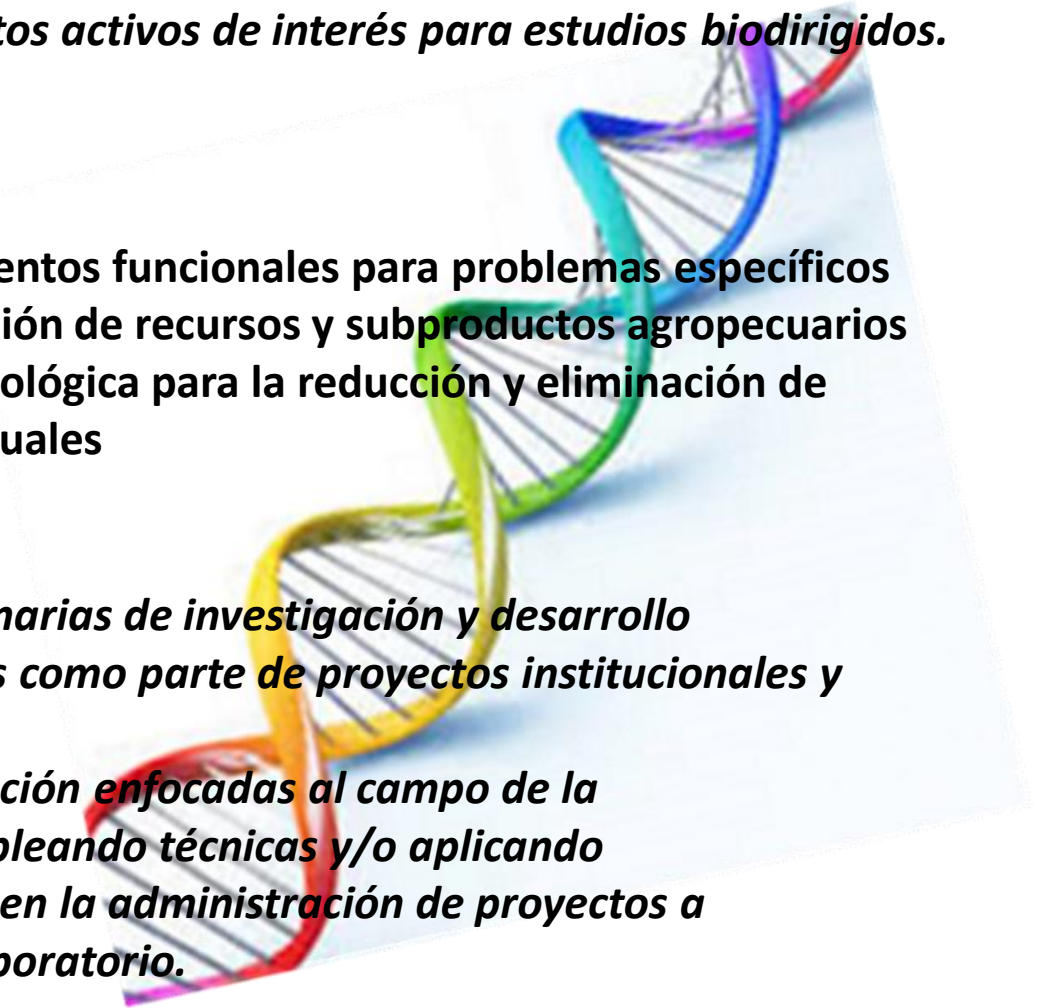 tos activos de interés para estudios biodirigidos.
entos funcionales para problemas específicos
ión de recursos y subproductos agropecuarios
ológica para la reducción y eliminación de
uales
narias de investigación y desarrollo
s como parte de proyectos institucionales y
ción enfocadas al campo de la
pleando técnicas y/o aplicando
en la administración de proyectos a
boratorio.